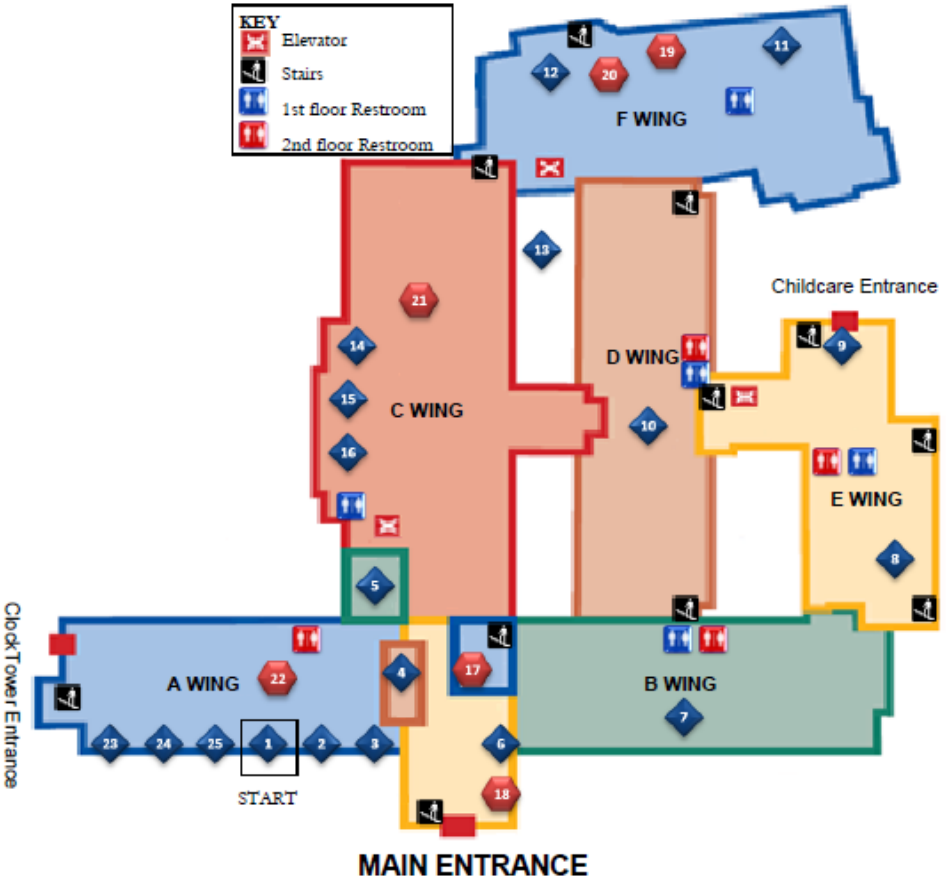 KEY
Elevator
Stairs
1st floor Restroom
2nd floor Restroom
11
12
20
19
F WING
13
21
Childcare Entrance
14
D WING
9
15
C WING
10
16
E WING
8
5
ClockTower Entrance
A WING
22
4
17
B WING
7
23
24
25
1
2
3
6
START
18
MAIN ENTRANCE